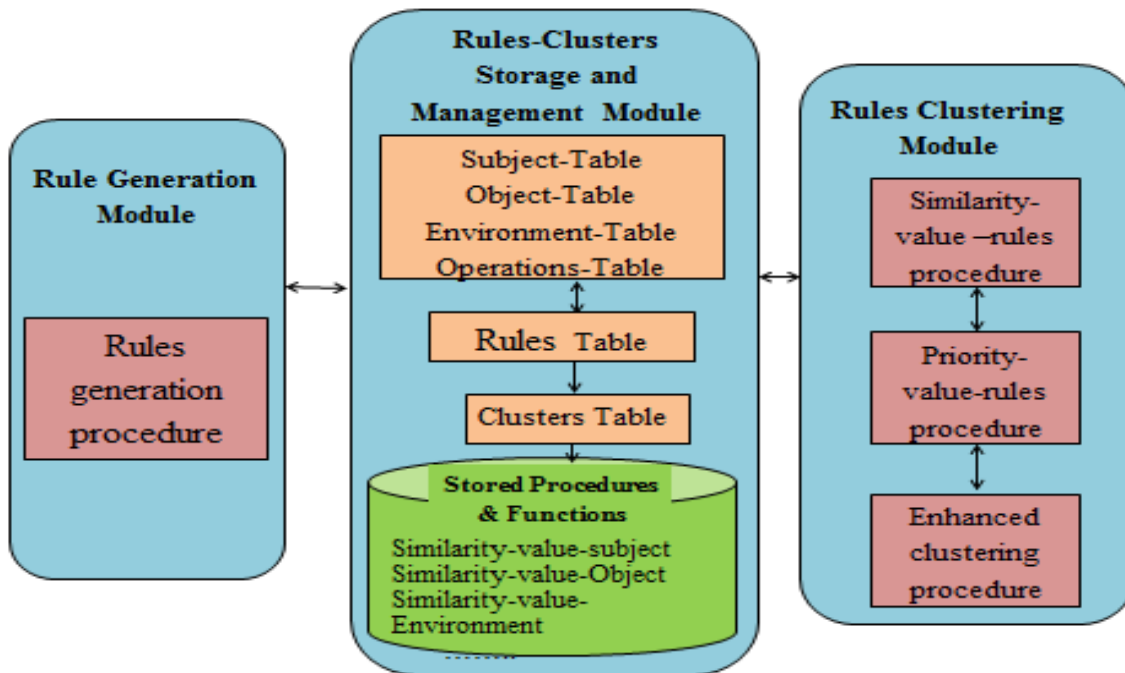 Rule Generation
Module
Rules
generation
procedure
Rules-Clusters
Storage and
Management Module
Subject-Table
Object-Table
Environment-Table
Operations-Table
Rules Table
Clusters Table
Stored Procedures
& Functions
Similarity-value-subject
Similarity-value-Object
Similarity-value-
Environment
---------
Rules Clustering
Module
Similarity-
value –rules
procedure
Priority-
value-rules
procedure
Enhanced
clustering
procedure